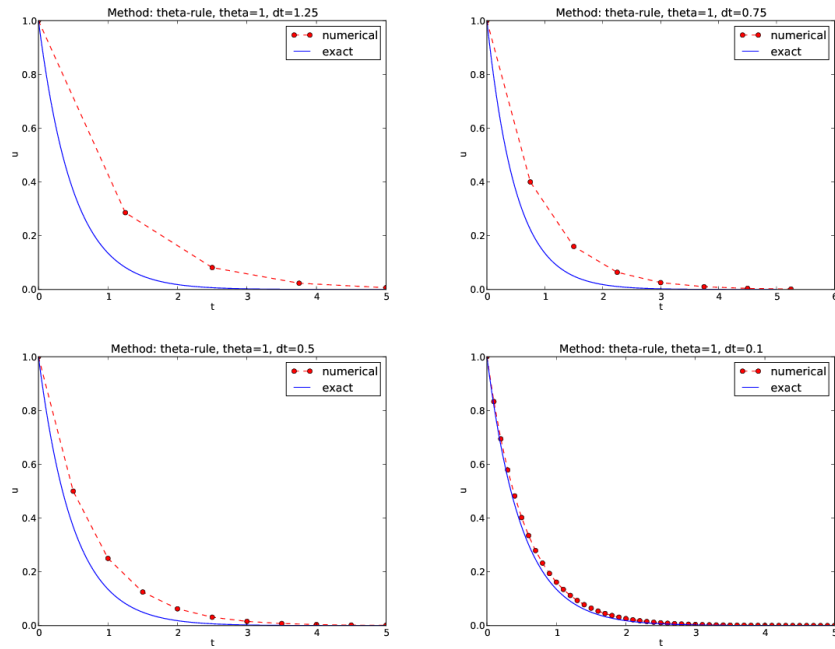 Method: theta-rule, theta=1, dt=1.25
numerical
exact
1.0
0.8
0.6
0.4
0.2
0.0
u
0 1 2 3 4 5
t
Method: theta-rule, theta=1, dt=0.75
numerical
exact
1.0
0.8
0.6
0.4
0.2
0.0
u
0 1 2 3 4 5 6
t
Method: theta-rule, theta=1, dt=0.5
numerical
exact
1.0
0.8
0.6
0.4
0.2
0.0
u
0 1 2 3 4 5
t
Method: theta-rule, theta=1, dt=0.1
numerical
exact
1.0
0.8
0.6
0.4
0.2
0.0
u
0 1 2 3 4 5
t